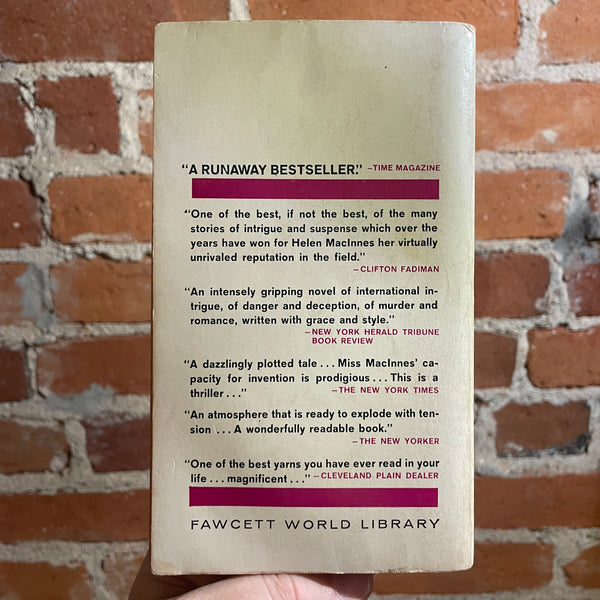 "A RUNAWAY BESTSELLER." –TIME MAGAZINE
"One of the best, if not the best, of the many
stories of intrigue and suspense which over the
years have won for Helen MacInnes her virtually
unrivaled reputation in the field."
– CLIFTON FADIMAN
"An intensely gripping novel of international in-
trigue, of danger and deception, of murder and
romance, written with grace and style."
– NEW YORK HERALD TRIBUNE
BOOK REVIEW
"A dazzlingly plotted tale . . . Miss MacInnes' ca-
pacity for invention is prodigious . . . This is a
thriller . . ." – THE NEW YORK TIMES
"An atmosphere that is ready to explode with ten-
sion . . . A wonderfully readable book."
– THE NEW YORKER
"One of the best yarns you have ever read in your
life . . . magnificent . . ." – CLEVELAND PLAIN DEALER
FAWCETT WORLD LIBRARY